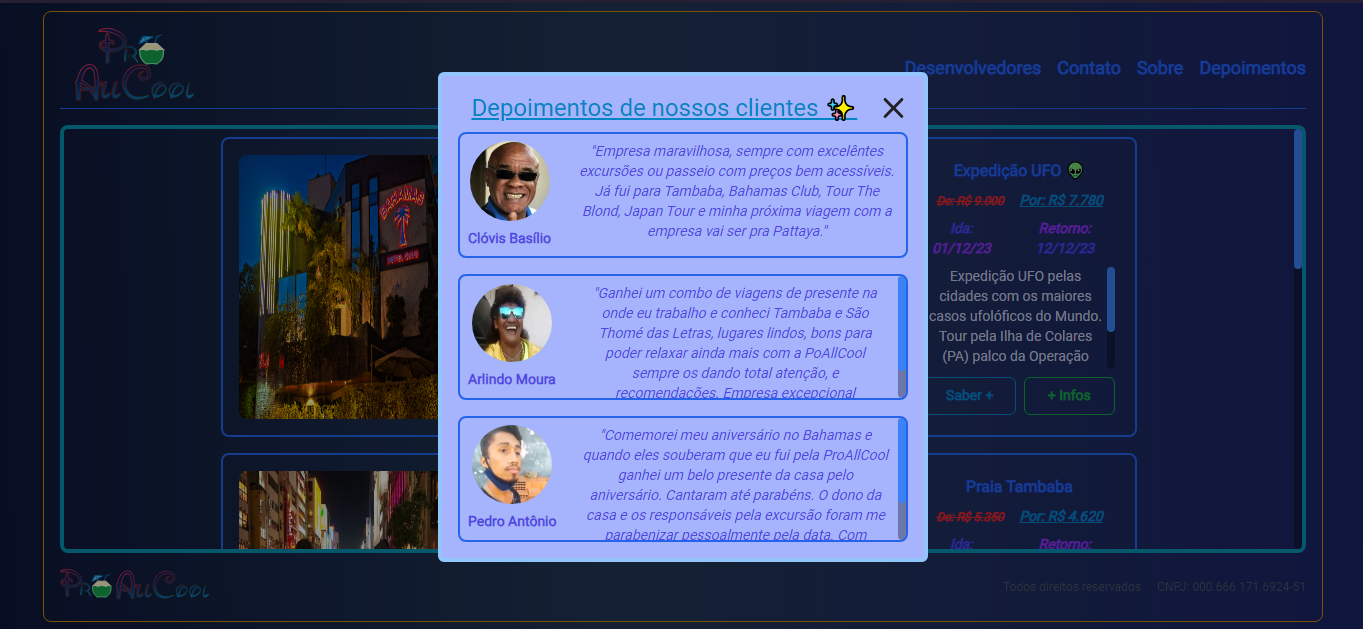 Pro
AllCool
Desenvolvedores Contato Sobre Depoimentos
Depoimentos de nossos clientes ✨
"Empresa maravilhosa, sempre com excelêntes
excursões ou passeio com preços bem acessíveis.
Já fui para Tambaba, Bahamas Club, Tour The
Blond, Japan Tour e minha próxima viagem com a
empresa vai ser pra Pattaya."
Clóvis Basílio
"Ganhei um combo de viagens de presente na
onde eu trabalho e conheci Tambaba e São
Thomé das Letras, lugares lindos, bons para
poder relaxar ainda mais com a PoAllCool
sempre os dando total atenção, e
recomendações. Empresa excepcional
Arlindo Moura
"Comemorei meu aniversário no Bahamas e
quando eles souberam que eu fui pela ProAllCool
ganhei um belo presente da casa pelo
aniversário. Cantaram até parabéns. O dono da
casa e os responsáveis pela excursão foram me
parabenizar pessoalmente pela data. Com
Pedro Antônio
BAHAMAS
Expedição UFO 👽
De: R$ 9.000 Por: R$ 7.780
Ida: Retorno:
01/12/23 12/12/23
Expedição UFO pelas
cidades com os maiores
casos ufológicos do Mundo.
Tour pela Ilha de Colares
(PA) palco da Operação
Saber + + Infos
Praia Tambaba
De: R$ 5.350 Por: R$ 4.620
Ida: Retorno:
Pro AllCool
Todos direitos reservados CNPJ: 000.666.171.6924-51